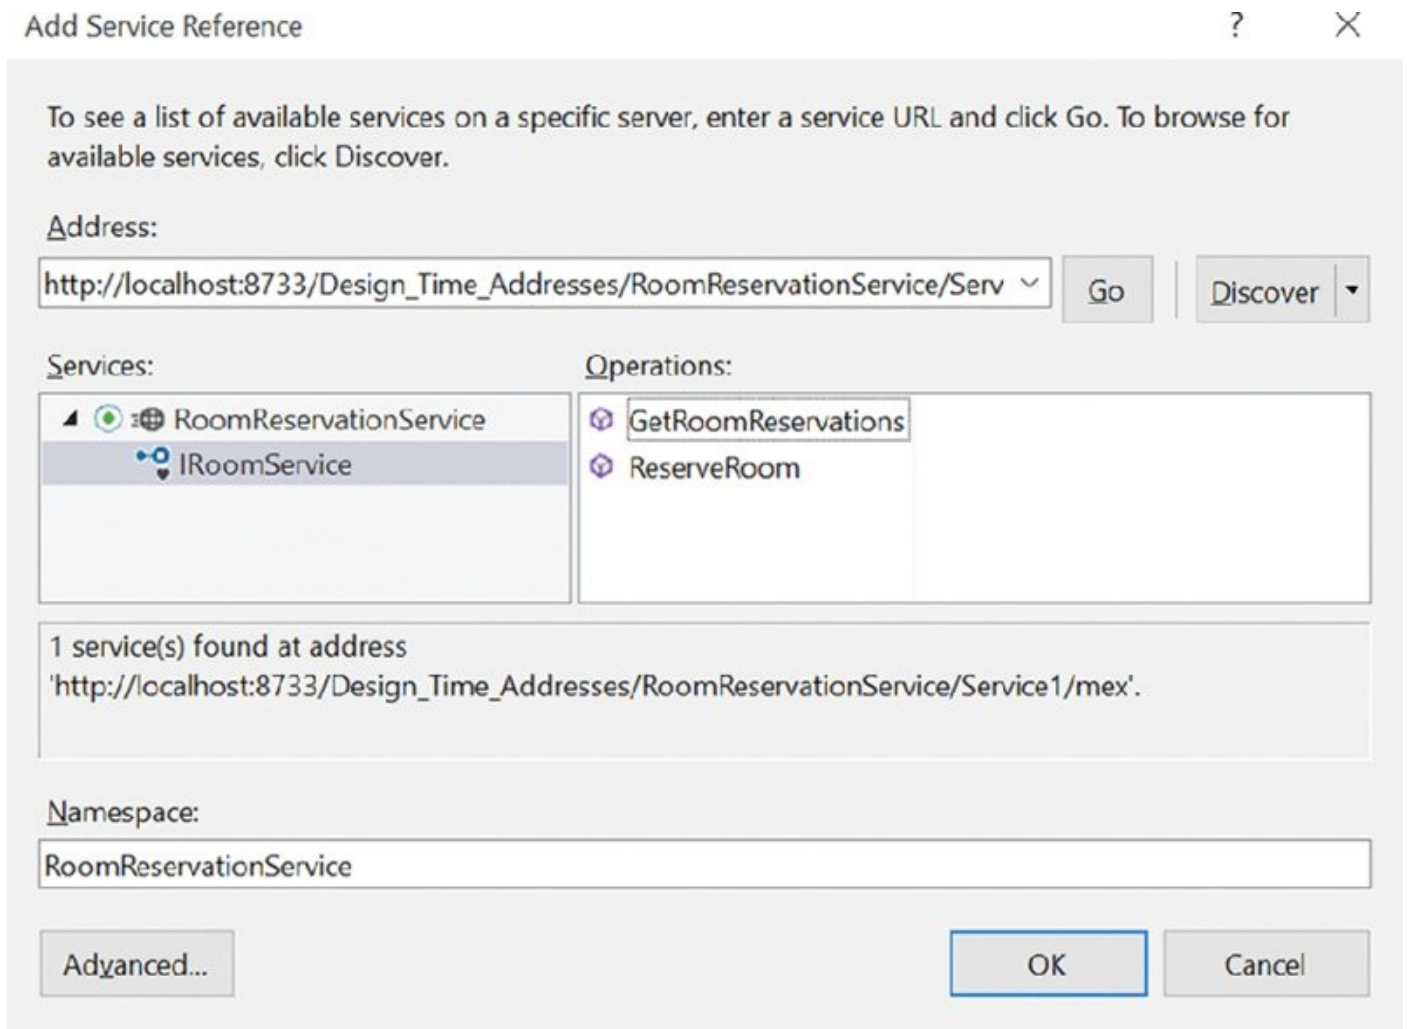 Add Service Reference ?
To see a list of available services on a specific server, enter a service URL and click Go. To browse for
available services, click Discover.
Address:
http://localhost:8733/Design_Time_Addresses/RoomReservationService/Serv Go Discover
Services: Operations:
RoomReservationService GetRoomReservations
IRoomService ReserveRoom
1 service(s) found at address
'http://localhost:8733/Design_Time_Addresses/RoomReservationService/Service1/mex'.
Namespace:
RoomReservationService
Advanced... OK Cancel